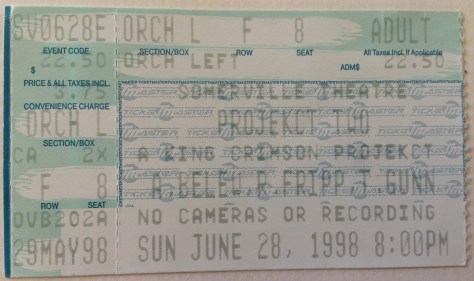 SV0628E ORCH L F 8 ADULT
EVENT CODE SECTION/BOX ROW SEAT All Taxes Incl. If Applicable
$ 22.50 ORCH LEFT ADM$ 22.50
PRICE & ALL TAXES INCL.
3.75 SOMERVILLE THEATRE
CONVENIENCE CHARGE
ORCH L PROJEKCT TWO
SECTION/BOX
CA 2X A KING CRIMSON PROJEKCT
F 8 A.BELEW,R.FRIPP,T.GUNN
ROW SEAT
OVB202A NO CAMERAS OR RECORDING
29MAY98 SUN JUNE 28, 1998 8:00PM